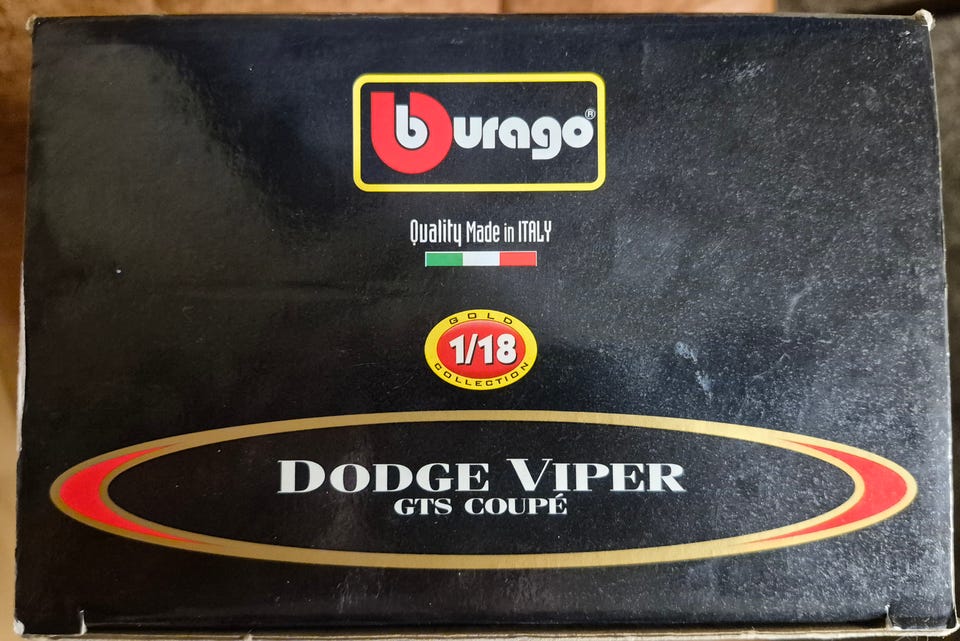 burago®
Quality Made in ITALY
GOLD
1/18
COLLECTION
DODGE VIPER
GTS COUPÉ